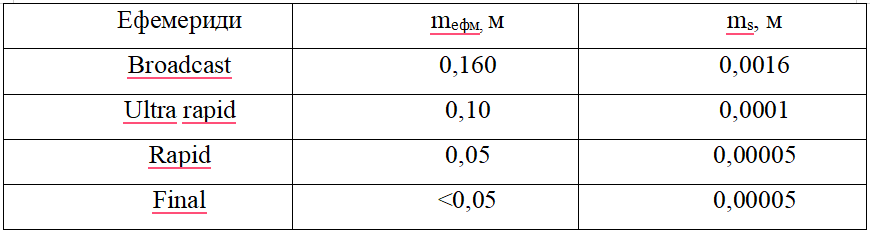 Ефемериди mефм, м ms, м
Broadcast 0,160 0,0016
Ultra rapid 0,10 0,0001
Rapid 0,05 0,00005
Final <0,05 0,00005